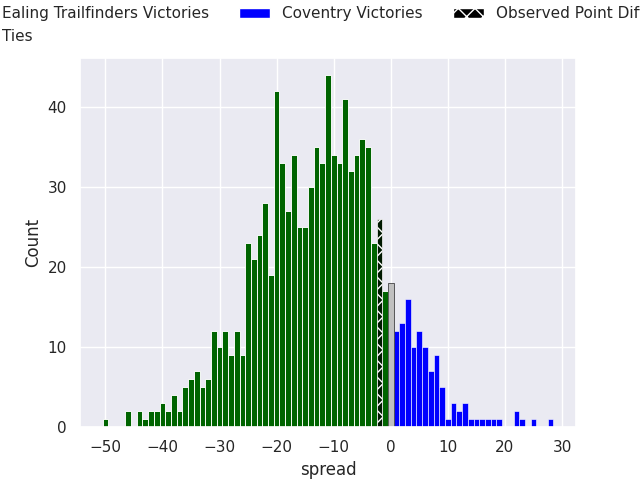 Ealing Trailfinders Victories Coventry Victories Observed Point Dif
Ties
40
30
20
10
0
Count
−50 −40 −30 −20 −10 0 10 20 30
spread